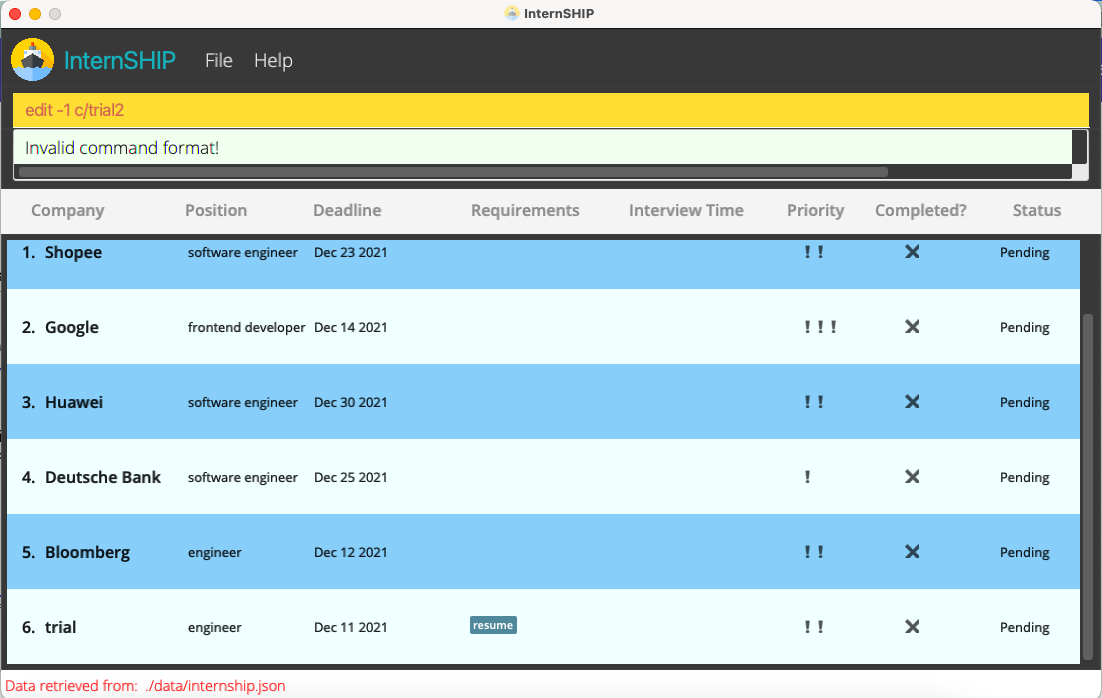 InternSHIP
InternSHIP File Help
edit -1 c/trial2
Invalid command format!
Company Position Deadline Requirements Interview Time Priority Completed? Status
1. Shopee software engineer Dec 23 2021 ! ! Pending
2. Google frontend developer Dec 14 2021 ! ! ! Pending
3. Huawei software engineer Dec 30 2021 ! ! Pending
4. Deutsche Bank software engineer Dec 25 2021 ! Pending
5. Bloomberg engineer Dec 12 2021 ! ! Pending
6. trial engineer Dec 11 2021 resume ! ! Pending
Data retrieved from: ./data/internship.json